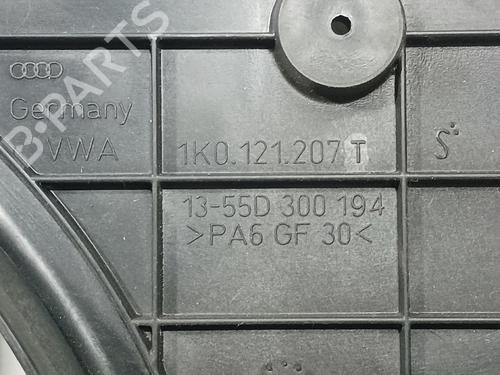 Germany
VWA
1K0.121.207 T
S
13-55D 300 194
>PA6 GF 30<
B-PARTS